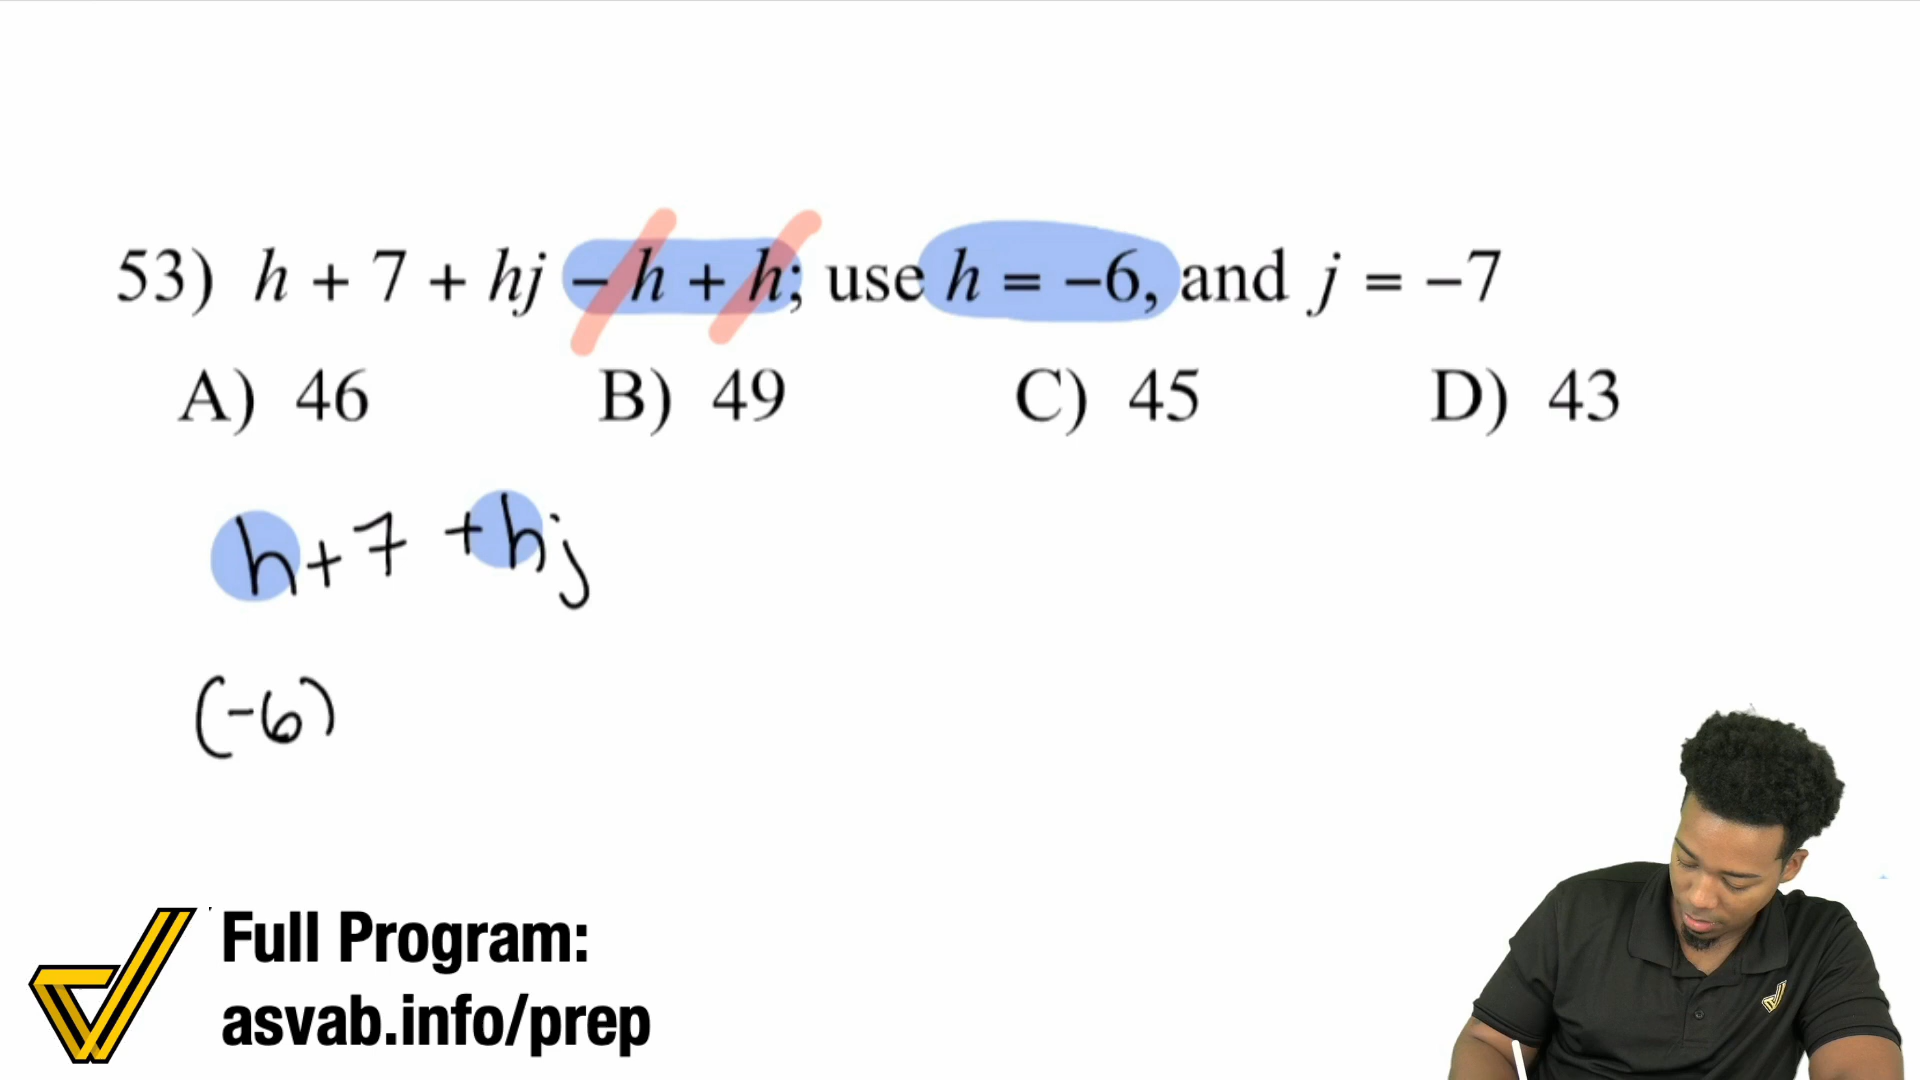 53) h + 7 + hj − h + h; use h = −6, and j = −7
A) 46 B) 49 C) 45 D) 43
h + 7 + hj
(-6)
Full Program:
asvab.info/prep